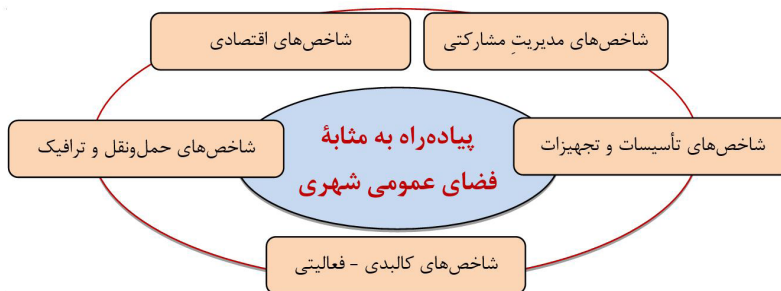 شاخص‌های مدیریتِ مشارکتی
شاخص‌های اقتصادی
پیاده‌راه به مثابهٔ
فضای عمومی شهری
شاخص‌های تأسیسات و تجهیزات
شاخص‌های حمل‌ونقل و ترافیک
شاخص‌های کالبدی - فعالیتی